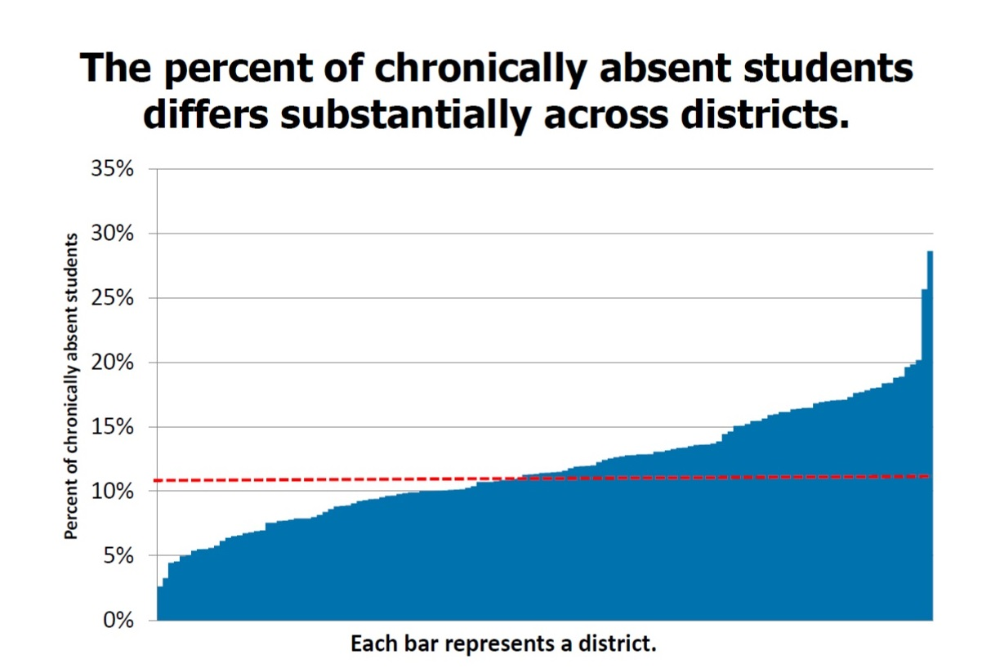 The percent of chronically absent students
differs substantially across districts.
35%
30%
25%
20%
15%
10%
5%
0%
Percent of chronically absent students
Each bar represents a district.